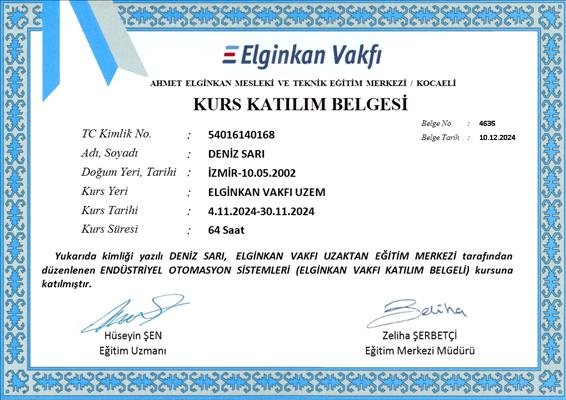 Elginkan Vakfı
AHMET ELGİNKAN MESLEKİ VE TEKNİK EĞİTİM MERKEZİ / KOCAELİ
KURS KATILIM BELGESİ
Belge No : 4635
Belge Tarih : 10.12.2024
TC Kimlik No. : 54016140168
Adı, Soyadı : DENİZ SARI
Doğum Yeri, Tarihi : İZMİR-10.05.2002
Kurs Yeri : ELGİNKAN VAKFI UZEM
Kurs Tarihi : 4.11.2024-30.11.2024
Kurs Süresi : 64 Saat
Yukarıda kimliği yazılı DENİZ SARI, ELGİNKAN VAKFI UZAKTAN EĞİTİM MERKEZİ tarafından
düzenlenen ENDÜSTRİYEL OTOMASYON SİSTEMLERİ (ELGİNKAN VAKFI KATILIM BELGELİ) kursuna
katılmıştır.
Zeliha
Hüseyin ŞEN
Eğitim Uzmanı
Zeliha ŞERBETÇİ
Eğitim Merkezi Müdürü